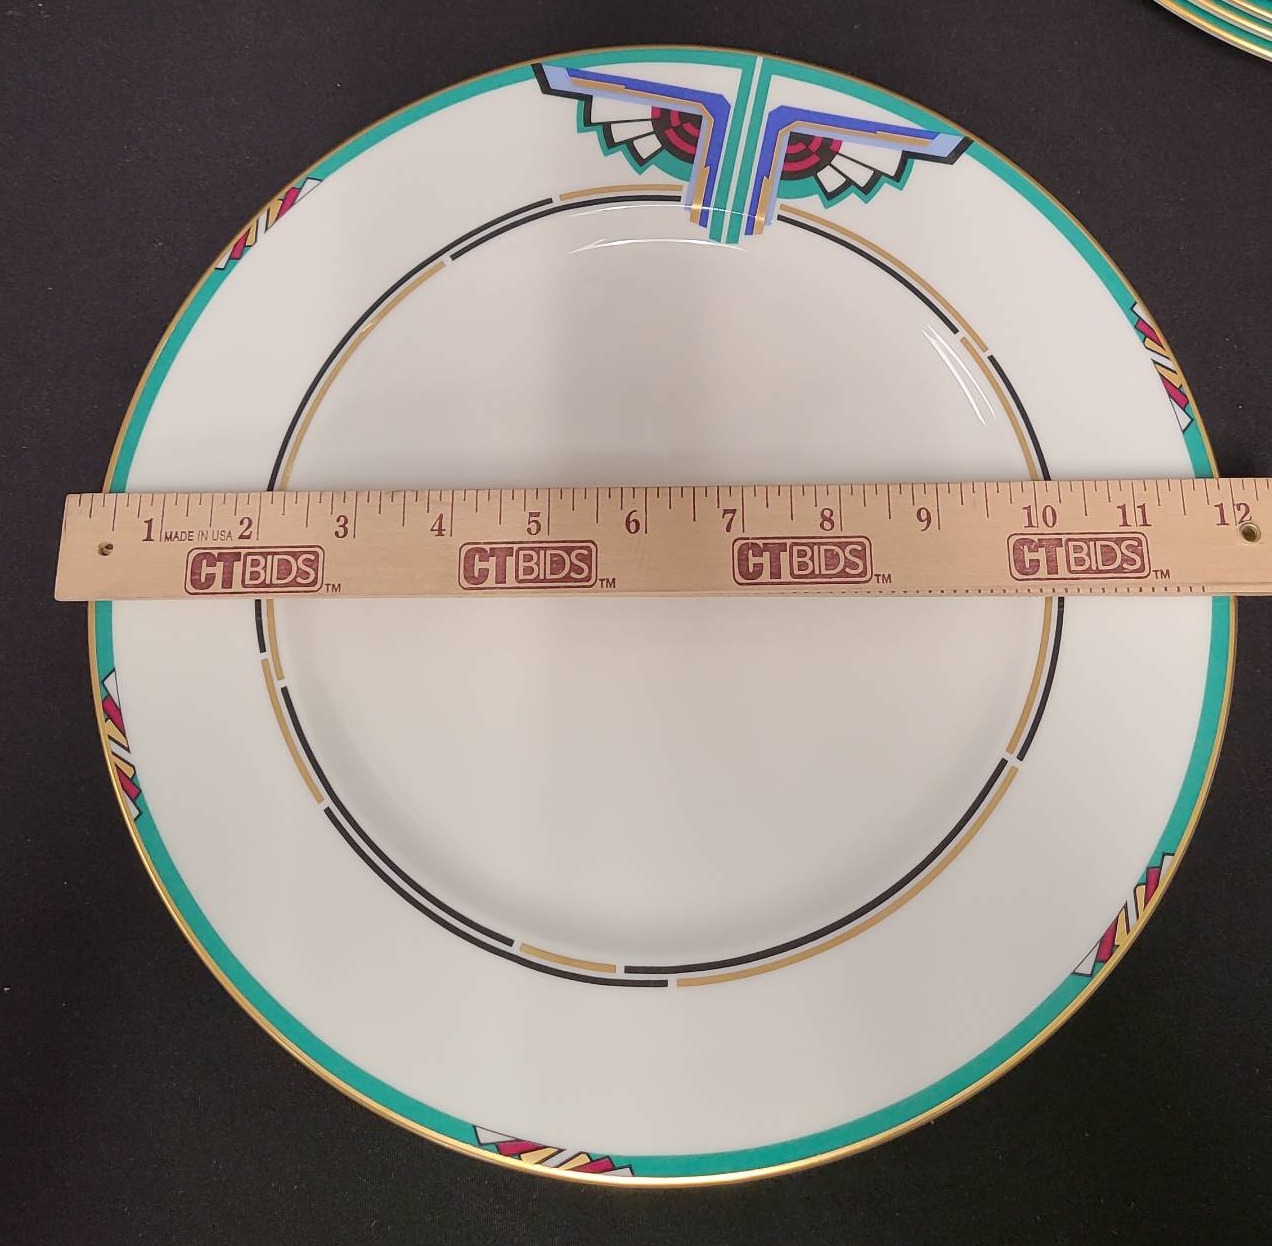 1 MADE IN USA 2 3 4 5 6 7 8 9 10 11 12
CTBIDS™ CTBIDS™ CTBIDS™ CTBIDS™